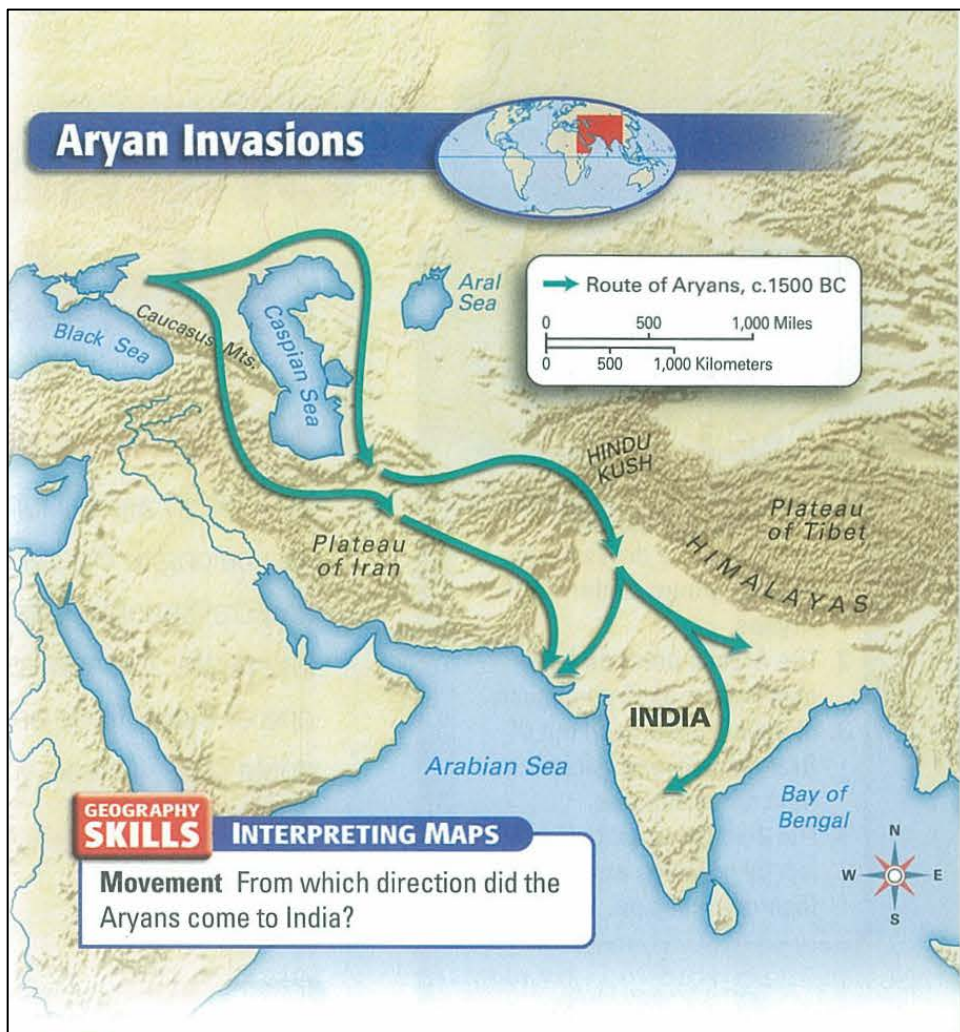 Aryan Invasions
Route of Aryans, c.1500 BC
0 500 1,000 Miles
0 500 1,000 Kilometers
Aral
Sea
Black Sea
Caucasus Mts.
Caspian Sea
HINDU
KUSH
Plateau
of Tibet
HIMALAYAS
Plateau
of Iran
INDIA
Arabian Sea
Bay of
Bengal
N
W E
S
GEOGRAPHY
SKILLS INTERPRETING MAPS
Movement From which direction did the
Aryans come to India?